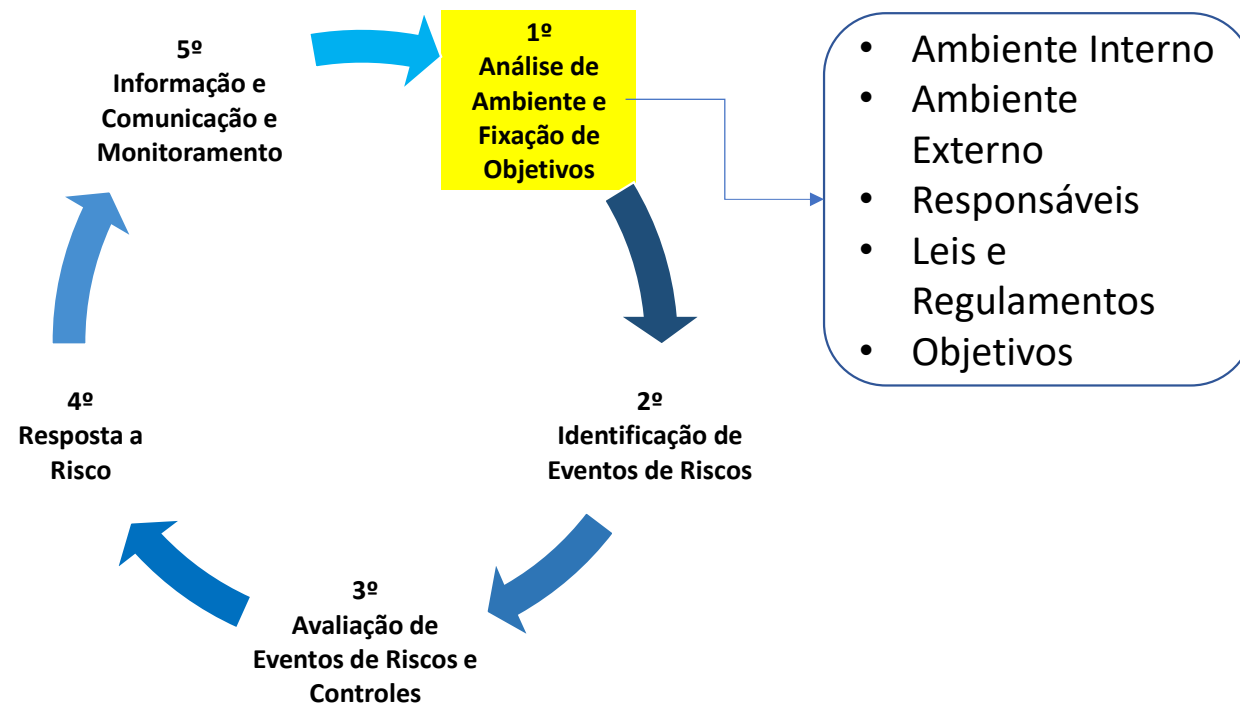 1º
Análise de
Ambiente e
Fixação de
Objetivos
• Ambiente Interno
• Ambiente
Externo
• Responsáveis
• Leis e
Regulamentos
• Objetivos
2º
Identificação de
Eventos de Riscos
3º
Avaliação de
Eventos de Riscos e
Controles
4º
Resposta a
Risco
5º
Informação e
Comunicação e
Monitoramento